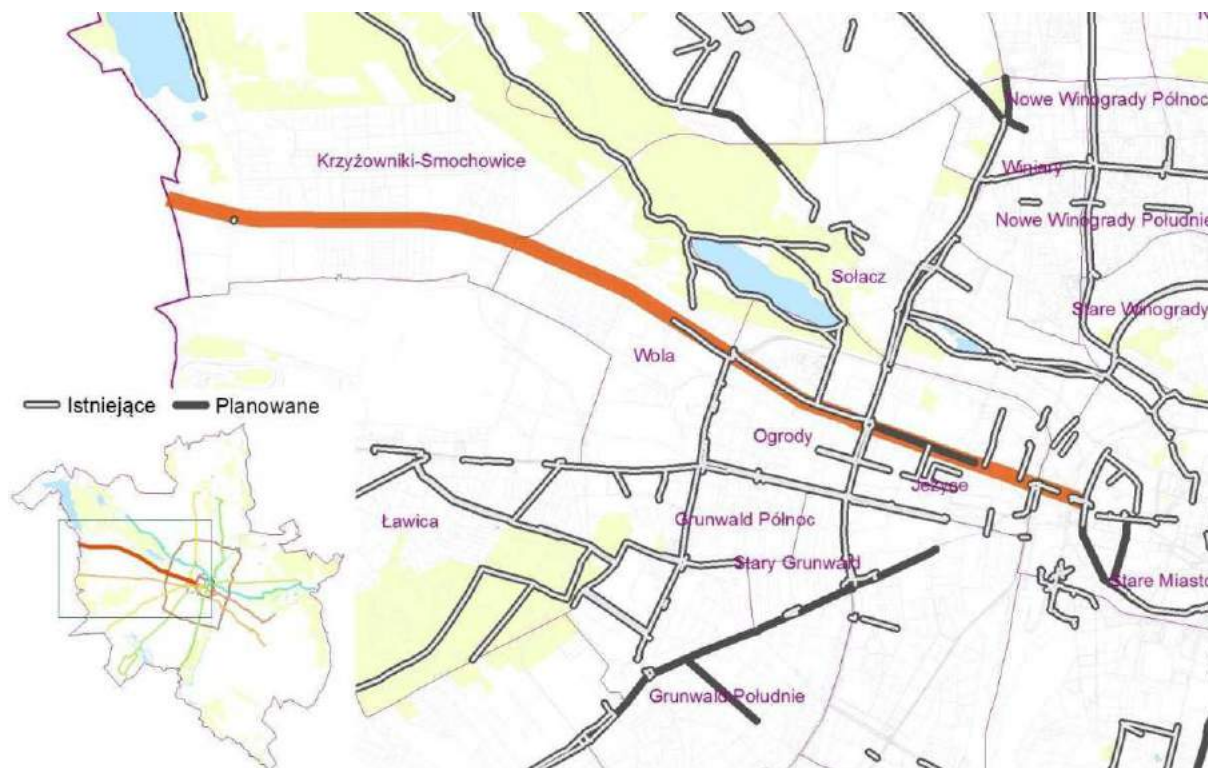 Nowe Winogrady Północ
Krzyżowniki-Smochowice
Winiary
Nowe Winogrady Południe
Sołacz
Stare Winogrady
Wola
Istniejące
Planowane
Ogrody
Jeżyce
Ławica
Grunwald Północ
Stary Grunwald
Stare Miasto
Grunwald Południe